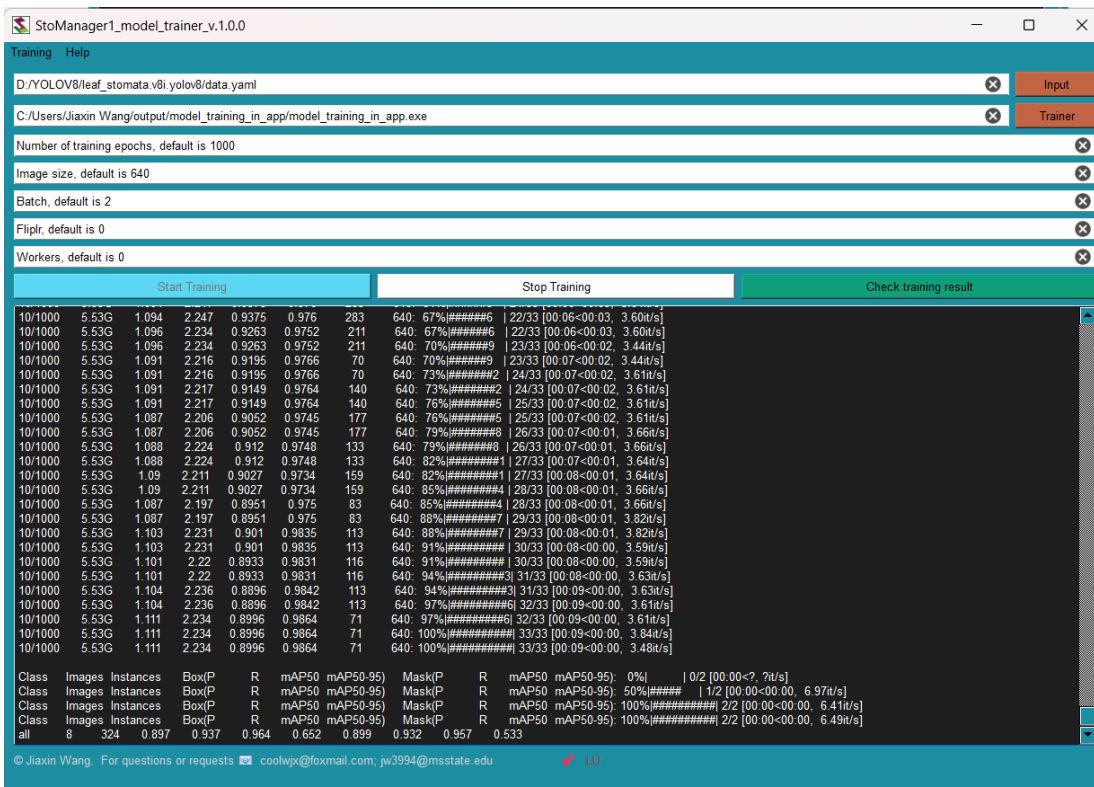 StoManager1_model_trainer_v.1.0.0
Training Help
D:/YOLOV8/leaf_stomata.v8i.yolov8/data.yaml Input
C:/Users/Jiaxin Wang/output/model_training_in_app/model_training_in_app.exe Trainer
Number of training epochs, default is 1000
Image size, default is 640
Batch, default is 2
Fliplr, default is 0
Workers, default is 0
Start Training Stop Training Check training result
10/1000 5.53G 1.094 2.247 0.9375 0.976 283 640: 67%|######6 | 22/33 [00:06<00:03, 3.60it/s]
10/1000 5.53G 1.096 2.234 0.9263 0.9752 211 640: 67%|######6 | 22/33 [00:06<00:03, 3.60it/s]
10/1000 5.53G 1.096 2.234 0.9263 0.9752 211 640: 70%|######9 | 23/33 [00:06<00:02, 3.44it/s]
10/1000 5.53G 1.091 2.216 0.9195 0.9766 70 640: 70%|######9 | 23/33 [00:07<00:02, 3.44it/s]
10/1000 5.53G 1.091 2.216 0.9195 0.9766 70 640: 73%|#######2 | 24/33 [00:07<00:02, 3.61it/s]
10/1000 5.53G 1.091 2.217 0.9149 0.9764 140 640: 73%|#######2 | 24/33 [00:07<00:02, 3.61it/s]
10/1000 5.53G 1.091 2.217 0.9149 0.9764 140 640: 76%|#######5 | 25/33 [00:07<00:02, 3.61it/s]
10/1000 5.53G 1.087 2.206 0.9052 0.9745 177 640: 76%|#######5 | 25/33 [00:07<00:02, 3.61it/s]
10/1000 5.53G 1.087 2.206 0.9052 0.9745 177 640: 79%|#######8 | 26/33 [00:07<00:01, 3.66it/s]
10/1000 5.53G 1.088 2.224 0.912 0.9748 133 640: 79%|#######8 | 26/33 [00:07<00:01, 3.66it/s]
10/1000 5.53G 1.088 2.224 0.912 0.9748 133 640: 82%|########1 | 27/33 [00:07<00:01, 3.64it/s]
10/1000 5.53G 1.09 2.211 0.9027 0.9734 159 640: 82%|########1 | 27/33 [00:08<00:01, 3.64it/s]
10/1000 5.53G 1.09 2.211 0.9027 0.9734 159 640: 85%|########4 | 28/33 [00:08<00:01, 3.66it/s]
10/1000 5.53G 1.087 2.197 0.8951 0.975 83 640: 85%|########4 | 28/33 [00:08<00:01, 3.66it/s]
10/1000 5.53G 1.087 2.197 0.8951 0.975 83 640: 88%|########7 | 29/33 [00:08<00:01, 3.82it/s]
10/1000 5.53G 1.103 2.231 0.901 0.9835 113 640: 88%|########7 | 29/33 [00:08<00:01, 3.82it/s]
10/1000 5.53G 1.103 2.231 0.901 0.9835 113 640: 91%|######### | 30/33 [00:08<00:00, 3.59it/s]
10/1000 5.53G 1.101 2.22 0.8933 0.9831 116 640: 91%|######### | 30/33 [00:08<00:00, 3.59it/s]
10/1000 5.53G 1.101 2.22 0.8933 0.9831 116 640: 94%|#########3| 31/33 [00:08<00:00, 3.63it/s]
10/1000 5.53G 1.104 2.236 0.8896 0.9842 113 640: 94%|#########3| 31/33 [00:09<00:00, 3.63it/s]
10/1000 5.53G 1.104 2.236 0.8896 0.9842 113 640: 97%|#########6| 32/33 [00:09<00:00, 3.61it/s]
10/1000 5.53G 1.111 2.234 0.8996 0.9864 71 640: 97%|#########6| 32/33 [00:09<00:00, 3.61it/s]
10/1000 5.53G 1.111 2.234 0.8996 0.9864 71 640: 100%|##########| 33/33 [00:09<00:00, 3.84it/s]
10/1000 5.53G 1.111 2.234 0.8996 0.9864 71 640: 100%|##########| 33/33 [00:09<00:00, 3.48it/s]
Class Images Instances Box(P R mAP50 mAP50-95) Mask(P R mAP50 mAP50-95): 0%| | 0/2 [00:00<?, ?it/s]
Class Images Instances Box(P R mAP50 mAP50-95) Mask(P R mAP50 mAP50-95): 50%|##### | 1/2 [00:00<00:00, 6.97it/s]
Class Images Instances Box(P R mAP50 mAP50-95) Mask(P R mAP50 mAP50-95): 100%|##########| 2/2 [00:00<00:00, 6.41it/s]
Class Images Instances Box(P R mAP50 mAP50-95) Mask(P R mAP50 mAP50-95): 100%|##########| 2/2 [00:00<00:00, 6.49it/s]
all 8 324 0.897 0.937 0.964 0.652 0.899 0.932 0.957 0.533
© Jiaxin Wang. For questions or requests 📧 coolwjx@foxmail.com; jw3994@msstate.edu 💕 LU